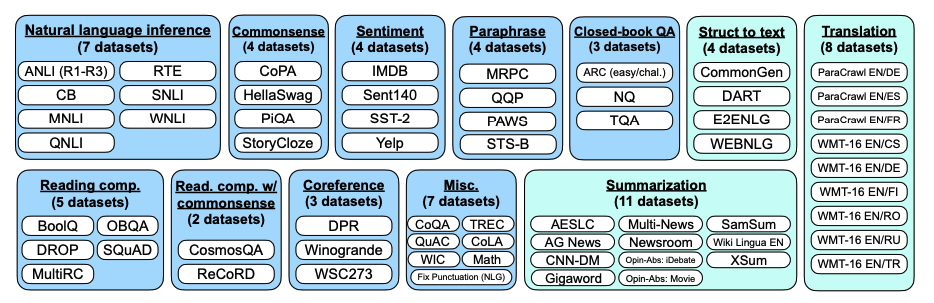 Natural language inference
(7 datasets)
ANLI (R1-R3)
RTE
CB
SNLI
MNLI
WNLI
QNLI
Commonsense
(4 datasets)
CoPA
HellaSwag
PiQA
StoryCloze
Sentiment
(4 datasets)
IMDB
Sent140
SST-2
Yelp
Paraphrase
(4 datasets)
MRPC
QQP
PAWS
STS-B
Closed-book QA
(3 datasets)
ARC (easy/chal.)
NQ
TQA
Struct to text
(4 datasets)
CommonGen
DART
E2ENLG
WEBNLG
Translation
(8 datasets)
ParaCrawl EN/DE
ParaCrawl EN/ES
ParaCrawl EN/FR
WMT-16 EN/CS
WMT-16 EN/DE
WMT-16 EN/FI
WMT-16 EN/RO
WMT-16 EN/RU
WMT-16 EN/TR
Reading comp.
(5 datasets)
BoolQ
OBQA
DROP
SQuAD
MultiRC
Read. comp. w/
commonsense
(2 datasets)
CosmosQA
ReCoRD
Coreference
(3 datasets)
DPR
Winogrande
WSC273
Misc.
(7 datasets)
CoQA
TREC
QuAC
CoLA
WIC
Math
Fix Punctuation (NLG)
Summarization
(11 datasets)
AESLC
Multi-News
SamSum
AG News
Newsroom
Wiki Lingua EN
CNN-DM
Opin-Abs: iDebate
XSum
Gigaword
Opin-Abs: Movie